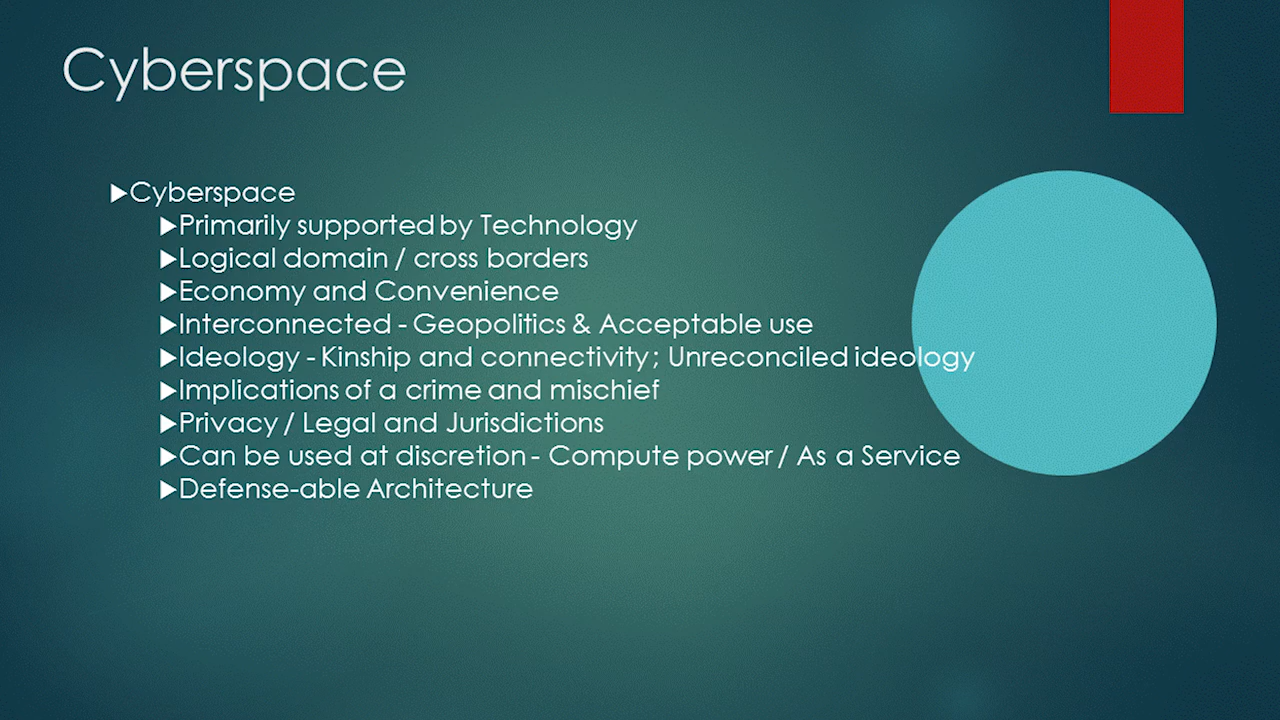 Cyberspace
Cyberspace
Primarily supported by Technology
Logical domain / cross borders
Economy and Convenience
Interconnected - Geopolitics & Acceptable use
Ideology - Kinship and connectivity; Unreconciled ideology
Implications of a crime and mischief
Privacy / Legal and Jurisdictions
Can be used at discretion - Compute power / As a Service
Defense-able Architecture